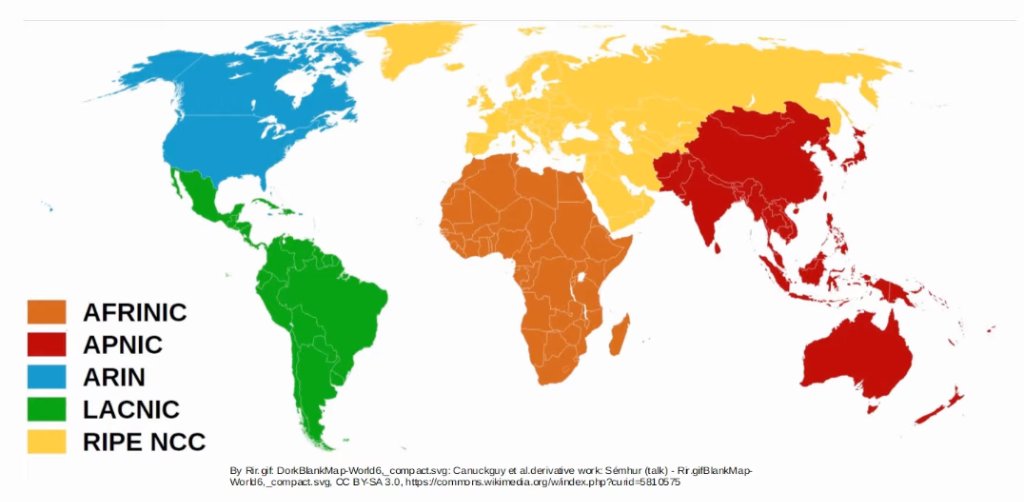 AFRINIC
APNIC
ARIN
LACNIC
RIPE NCC
By Rir.gif: DorkBlankMap-World6,_compact.svg: Canuckguy et al.derivative work: Sémhur (talk) - Rir.gifBlankMap-
World6,_compact.svg, CC BY-SA 3.0, https://commons.wikimedia.org/w/index.php?curid=5810575